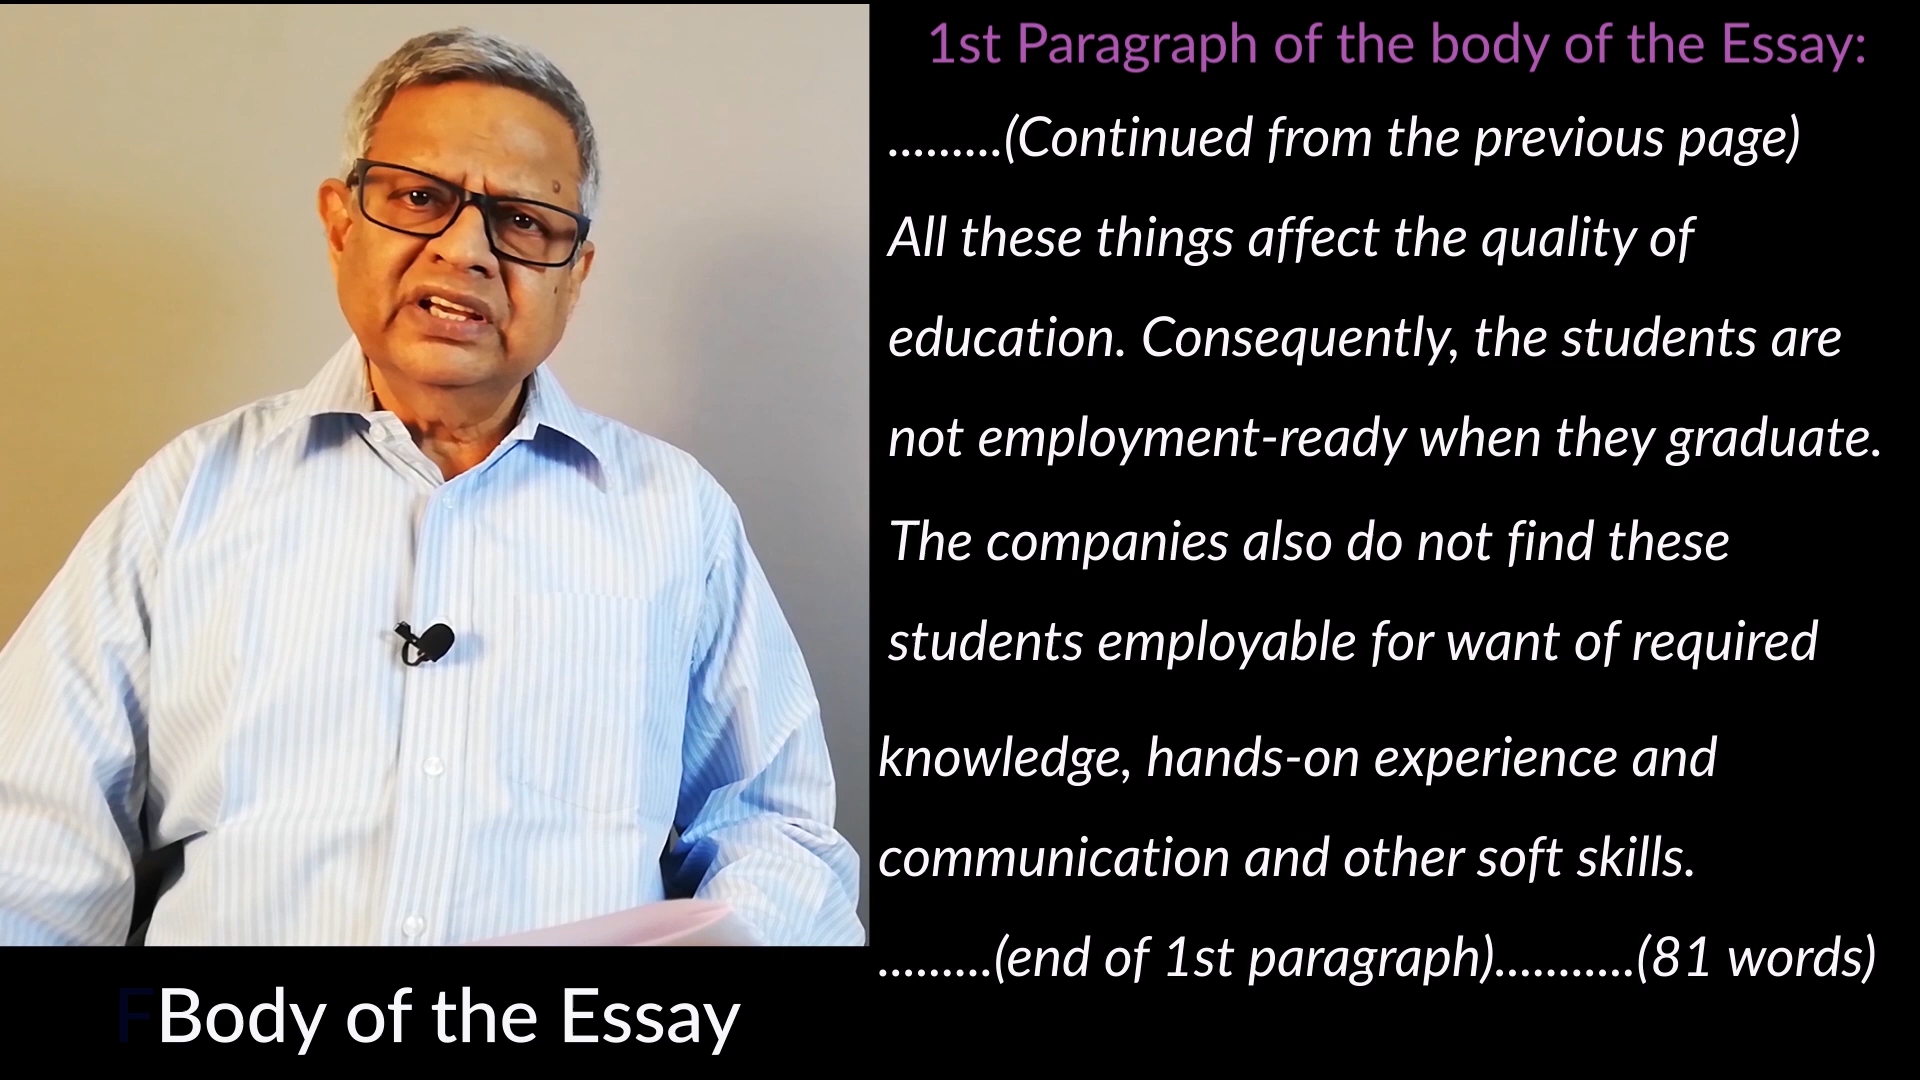 1st Paragraph of the body of the Essay:
.........(Continued from the previous page)
All these things affect the quality of
education. Consequently, the students are
not employment-ready when they graduate.
The companies also do not find these
students employable for want of required
knowledge, hands-on experience and
communication and other soft skills.
.........(end of 1st paragraph)...........(81 words)
FBody of the Essay